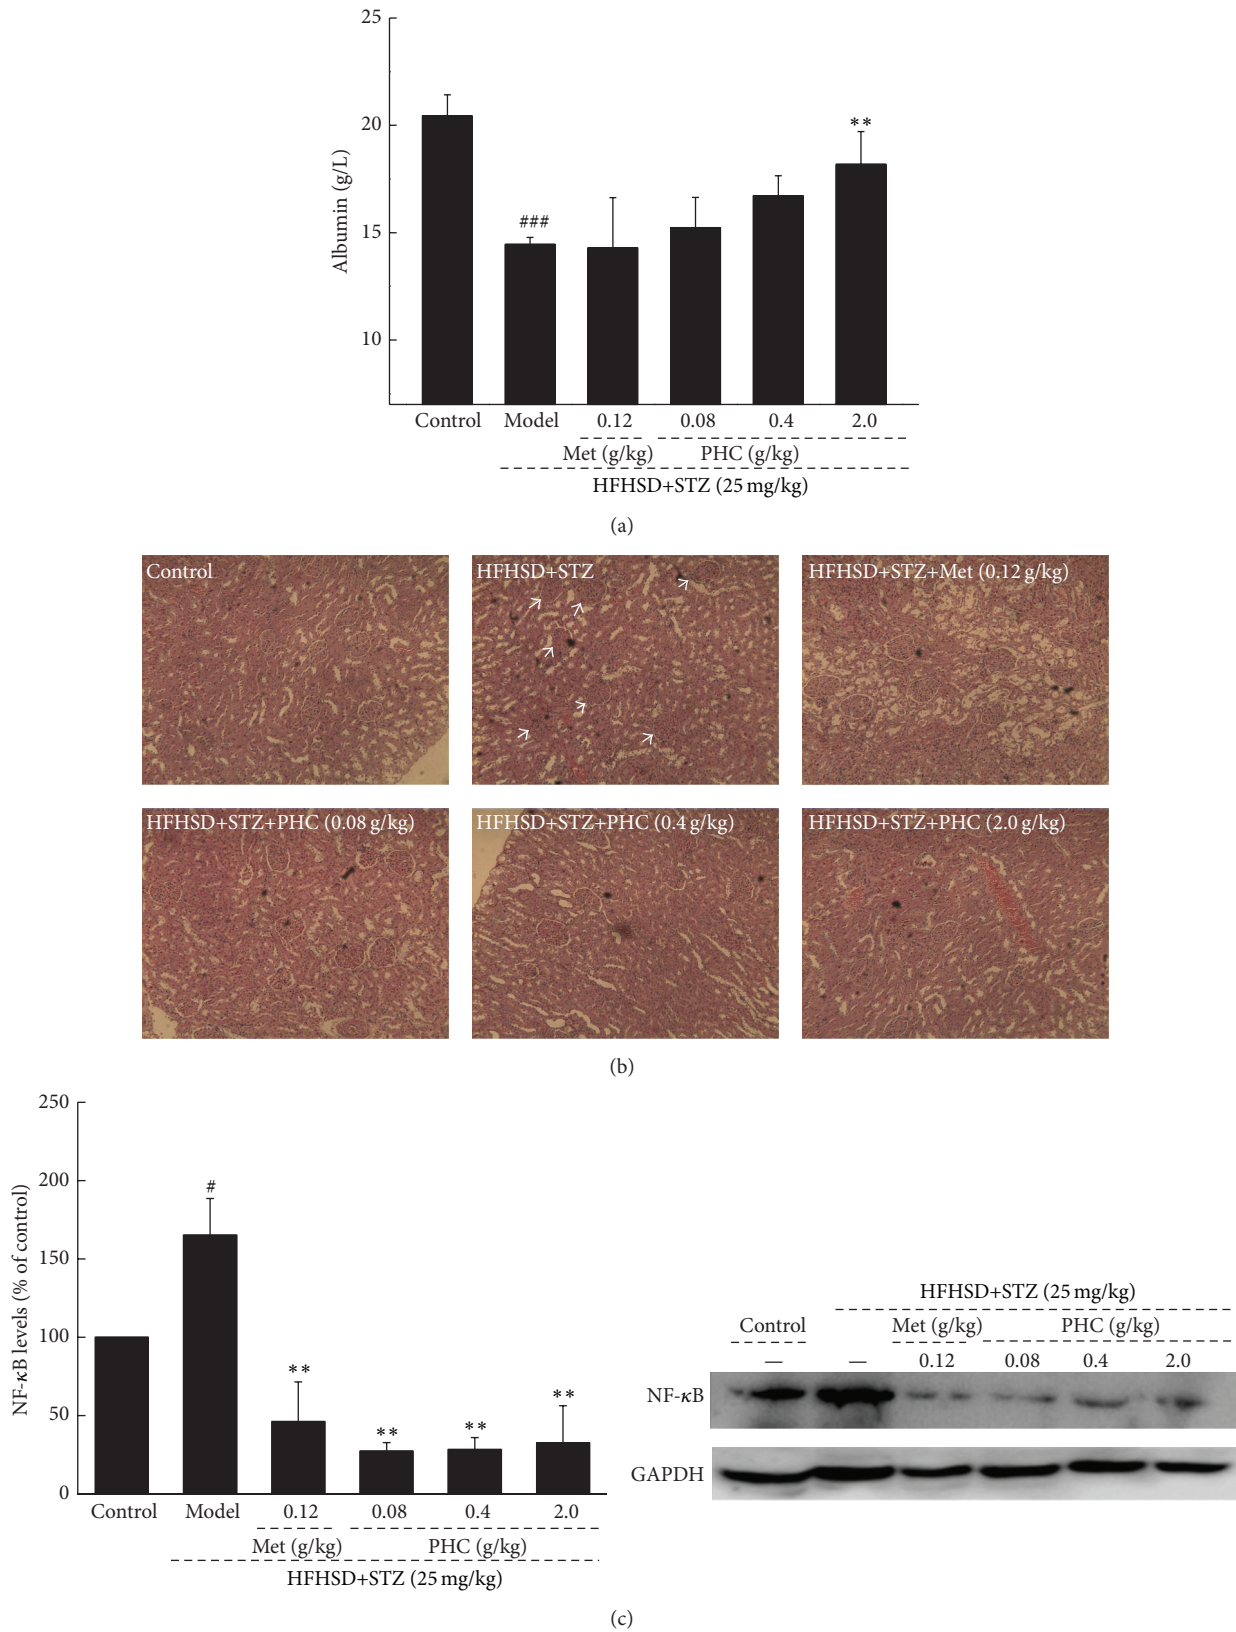 25
20
15
10
Albumin (g/L)
###
**
Control Model 0.12 0.08 0.4 2.0
Met (g/kg) PHC (g/kg)
HFHSD+STZ (25 mg/kg)
(a)
Control
HFHSD+STZ
HFHSD+STZ+Met (0.12 g/kg)
HFHSD+STZ+PHC (0.08 g/kg)
HFHSD+STZ+PHC (0.4 g/kg)
HFHSD+STZ+PHC (2.0 g/kg)
(b)
250
200
150
100
50
0
NF-κB levels (% of control)
#
**
**
**
**
Control Model 0.12 0.08 0.4 2.0
Met (g/kg) PHC (g/kg)
HFHSD+STZ (25 mg/kg)
HFHSD+STZ (25 mg/kg)
Control Met (g/kg) PHC (g/kg)
— — 0.12 0.08 0.4 2.0
NF-κB
GAPDH
(c)